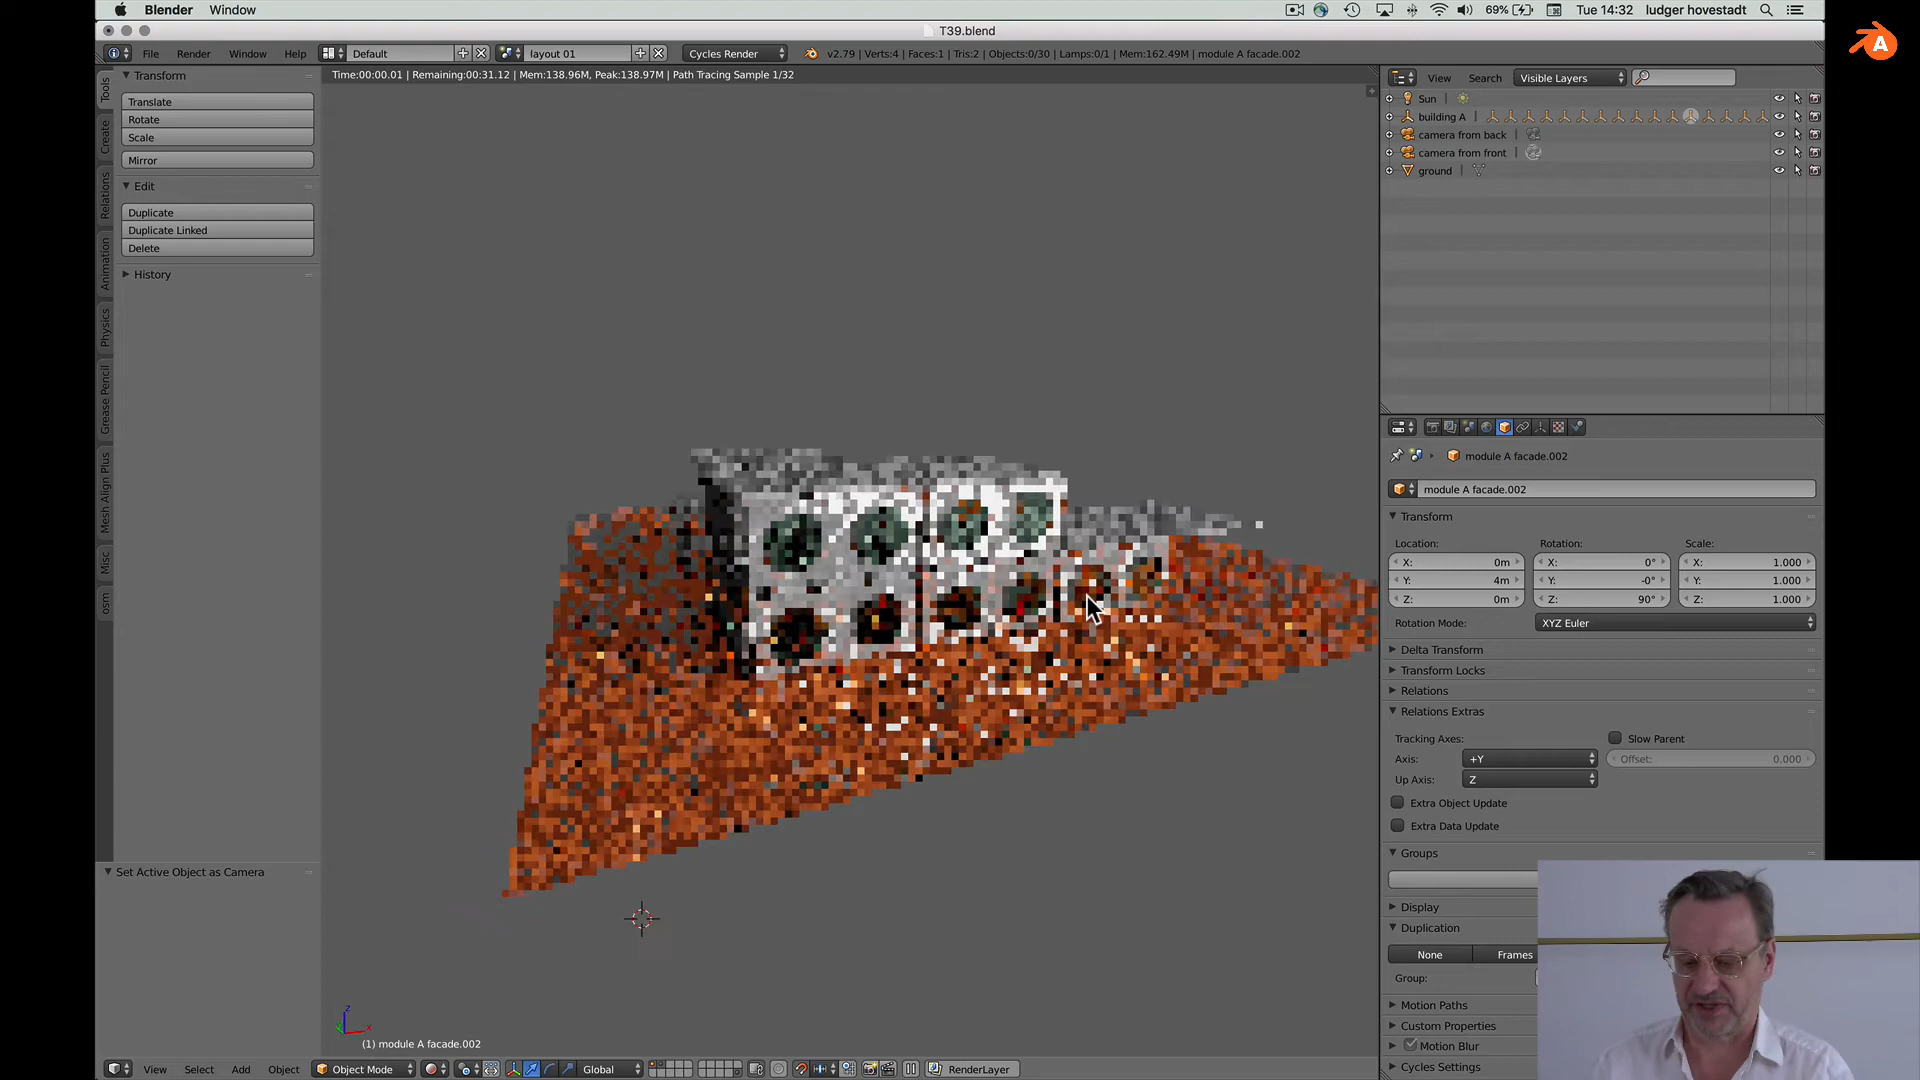 Blender Window 69% Tue 14:32 ludger hovestadt
T39.blend
File Render Window Help Default layout 01 Cycles Render v2.79 | Verts:4 | Faces:1 | Tris:2 | Objects:0/30 | Lamps:0/1 | Mem:162.49M | module A facade.002
Time:00:00.01 | Remaining:00:31.12 | Mem:138.96M, Peak:138.97M | Path Tracing Sample 1/32
A
Tools
Create
Relations
Animation
Physics
Grease Pencil
Mesh Align Plus
Misc
osm
Transform
Translate
Rotate
Scale
Mirror
Edit
Duplicate
Duplicate Linked
Delete
History
Set Active Object as Camera
(1) module A facade.002
View Select Add Object Object Mode Global RenderLayer
View Search Visible Layers
Sun
building A
camera from back
camera from front
ground
module A facade.002
module A facade.002
Transform
Location: Rotation: Scale:
X: 0m X: 0° X: 1.000
Y: 4m Y: -0° Y: 1.000
Z: 0m Z: 90° Z: 1.000
Rotation Mode: XYZ Euler
Delta Transform
Transform Locks
Relations
Relations Extras
Tracking Axes: Slow Parent
Axis: +Y Offset: 0.000
Up Axis: Z
Extra Object Update
Extra Data Update
Groups
Display
Duplication
None Frames
Group:
Motion Paths
Custom Properties
Motion Blur
Cycles Settings
z
x